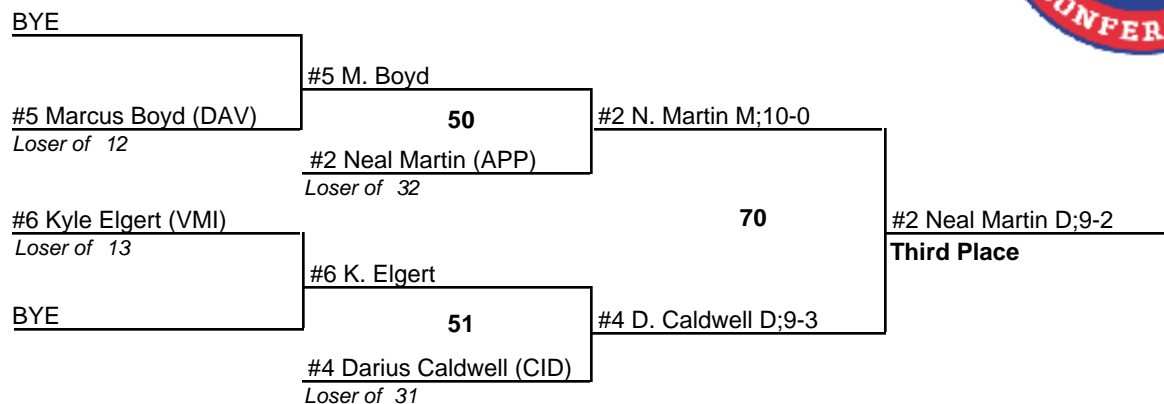 BYE
#5 M. Boyd
#5 Marcus Boyd (DAV)
Loser of 12
50
#2 N. Martin M;10-0
#2 Neal Martin (APP)
Loser of 32
#6 Kyle Elgert (VMI)
Loser of 13
70
#2 Neal Martin D;9-2
Third Place
#6 K. Elgert
BYE
51
#4 D. Caldwell D;9-3
#4 Darius Caldwell (CID)
Loser of 31